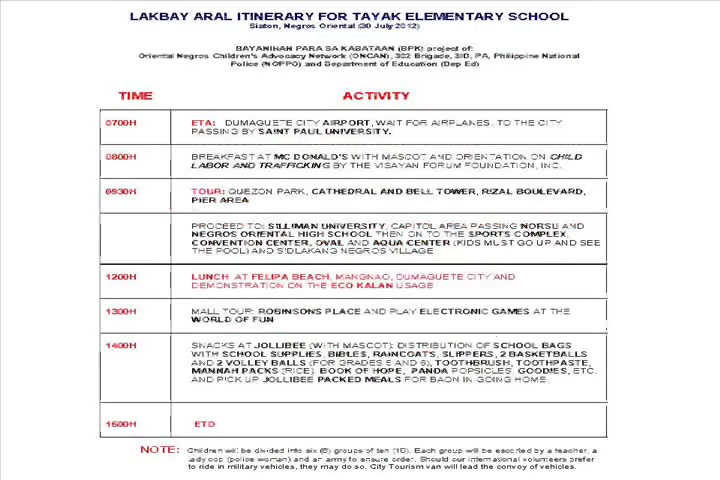 LAKBAY ARAL ITINERARY FOR TAYAK ELEMENTARY SCHOOL
Siaton, Negros Oriental (30 July 2012)
BAYANIHAN PARA SA KABATAAN (BPK) project of:
Oriental Negros Children's Advocacy Network (ONCAN), 302 Brigade, 3ID, PA, Philippine National
Police (NOPPO) and Department of Education (Dep Ed)
TIME ACTIVITY
0700H ETA: DUMAGUETE CITY AIRPORT, WAIT FOR AIRPLANES. TO THE CITY
PASSING BY SAINT PAUL UNIVERSITY.
0800H BREAKFAST AT MC DONALD'S WITH MASCOT AND ORIENTATION ON CHILD
LABOR AND TRAFFICKING BY THE VISAYAN FORUM FOUNDATION, INC.
0930H TOUR: QUEZON PARK, CATHEDRAL AND BELL TOWER, RIZAL BOULEVARD,
PIER AREA
PROCEED TO: SILLIMAN UNIVERSITY, CAPITOL AREA PASSING NORSU AND
NEGROS ORIENTAL HIGH SCHOOL THEN ON TO THE SPORTS COMPLEX,
CONVENTION CENTER, OVAL AND AQUA CENTER (KIDS MUST GO UP AND SEE
THE POOL) AND SIDLAKANG NEGROS VILLAGE
1200H LUNCH AT FELIPA BEACH, MANGNAO, DUMAGUETE CITY AND
DEMONSTRATION ON THE ECO KALAN USAGE
1300H MALL TOUR: ROBINSONS PLACE AND PLAY ELECTRONIC GAMES AT THE
WORLD OF FUN
1400H SNACKS AT JOLLIBEE (WITH MASCOT); DISTRIBUTION OF SCHOOL BAGS
WITH SCHOOL SUPPLIES, BIBLES, RAINCOATS, SLIPPERS, 2 BASKETBALLS
AND 2 VOLLEY BALLS (FOR GRADES 5 AND 6), TOOTHBRUSH, TOOTHPASTE,
MANNAH PACKS (RICE), BOOK OF HOPE, PANDA POPSICLES, GOODIES, ETC.
AND PICK UP JOLLIBEE PACKED MEALS FOR BAON IN GOING HOME.
1500H ETD
NOTE: Children will be divided into six (6) groups of ten (10). Each group will be escorted by a teacher, a
lady cop (police woman) and an army to ensure order. Should our international volunteers prefer
to ride in military vehicles, they may do so. City Tourism van will lead the convoy of vehicles.